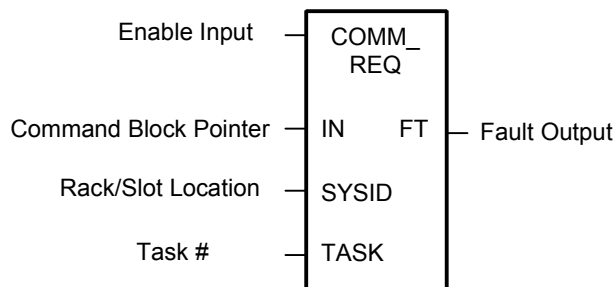 Enable Input
COMM_
REQ
Command Block Pointer
IN
FT
Fault Output
Rack/Slot Location
SYSID
Task #
TASK